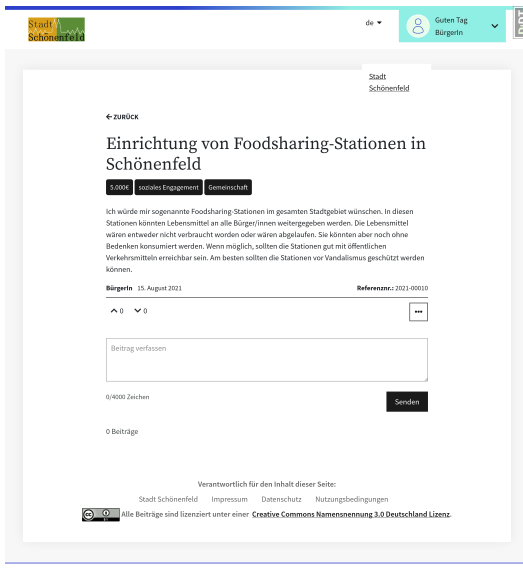 Stadt
Schönenfeld
de
Guten Tag
BürgerIn
Stadt
Schönenfeld
ZURÜCK
Einrichtung von Foodsharing-Stationen in
Schönenfeld
5.000€ soziales Engagement Gemeinschaft
Ich würde mir sogenannte Foodsharing-Stationen im gesamten Stadtgebiet wünschen. In diesen
Stationen könnten Lebensmittel an alle Bürger/innen weitergegeben werden. Die Lebensmittel
wären entweder nicht verbraucht worden oder wären abgelaufen. Sie könnten aber noch ohne
Bedenken konsumiert werden. Wenn möglich, sollten die Stationen gut mit öffentlichen
Verkehrsmitteln erreichbar sein. Am besten sollten die Stationen vor Vandalismus geschützt werden
können.
BürgerIn 15. August 2021 Referenznr.: 2021-00010
0 0
Beitrag verfassen
0/4000 Zeichen
Senden
0 Beiträge
Verantwortlich für den Inhalt dieser Seite:
Stadt Schönenfeld Impressum Datenschutz Nutzungsbedingungen
Alle Beiträge sind lizenziert unter einer Creative Commons Namensnennung 3.0 Deutschland Lizenz.